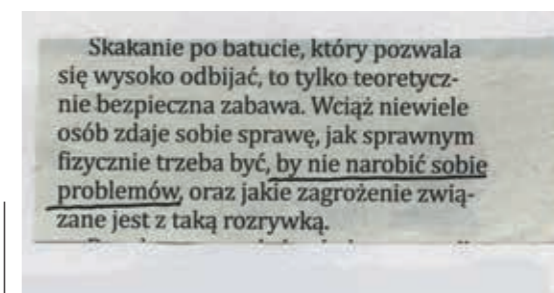 Skakanie po batucie, który pozwala
się wysoko odbijać, to tylko teoretycz-
nie bezpieczna zabawa. Wciąż niewiele
osób zdaje sobie sprawę, jak sprawnym
fizycznie trzeba być, by nie narobić sobie
problemów, oraz jakie zagrożenie zwią-
zane jest z taką rozrywką.